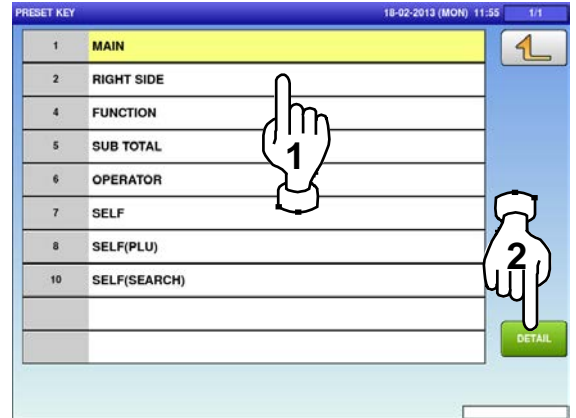 PRESET KEY 18-02-2013 (MON) 11:55 1/1
1 MAIN
2 RIGHT SIDE
4 FUNCTION
5 SUB TOTAL
6 OPERATOR
7 SELF
8 SELF(PLU)
10 SELF(SEARCH)
1
2
DETAIL